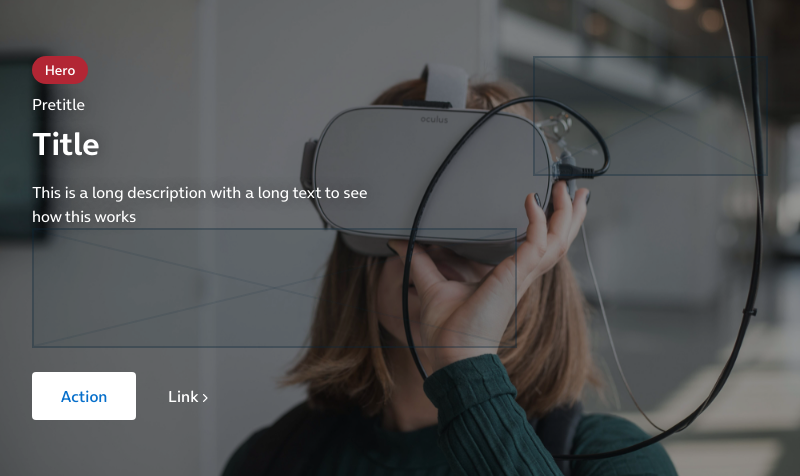 Hero
Pretitle
Title
oculus
This is a long description with a long text to see
how this works
Action
Link